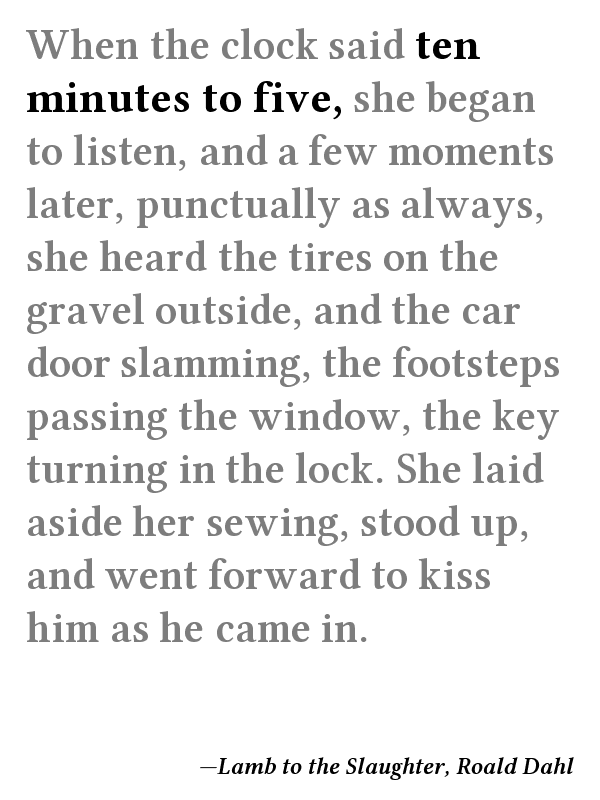 When the clock said ten
minutes to five, she began
to listen, and a few moments
later, punctually as always,
she heard the tires on the
gravel outside, and the car
door slamming, the footsteps
passing the window, the key
turning in the lock. She laid
aside her sewing, stood up,
and went forward to kiss
him as he came in.
—Lamb to the Slaughter, Roald Dahl